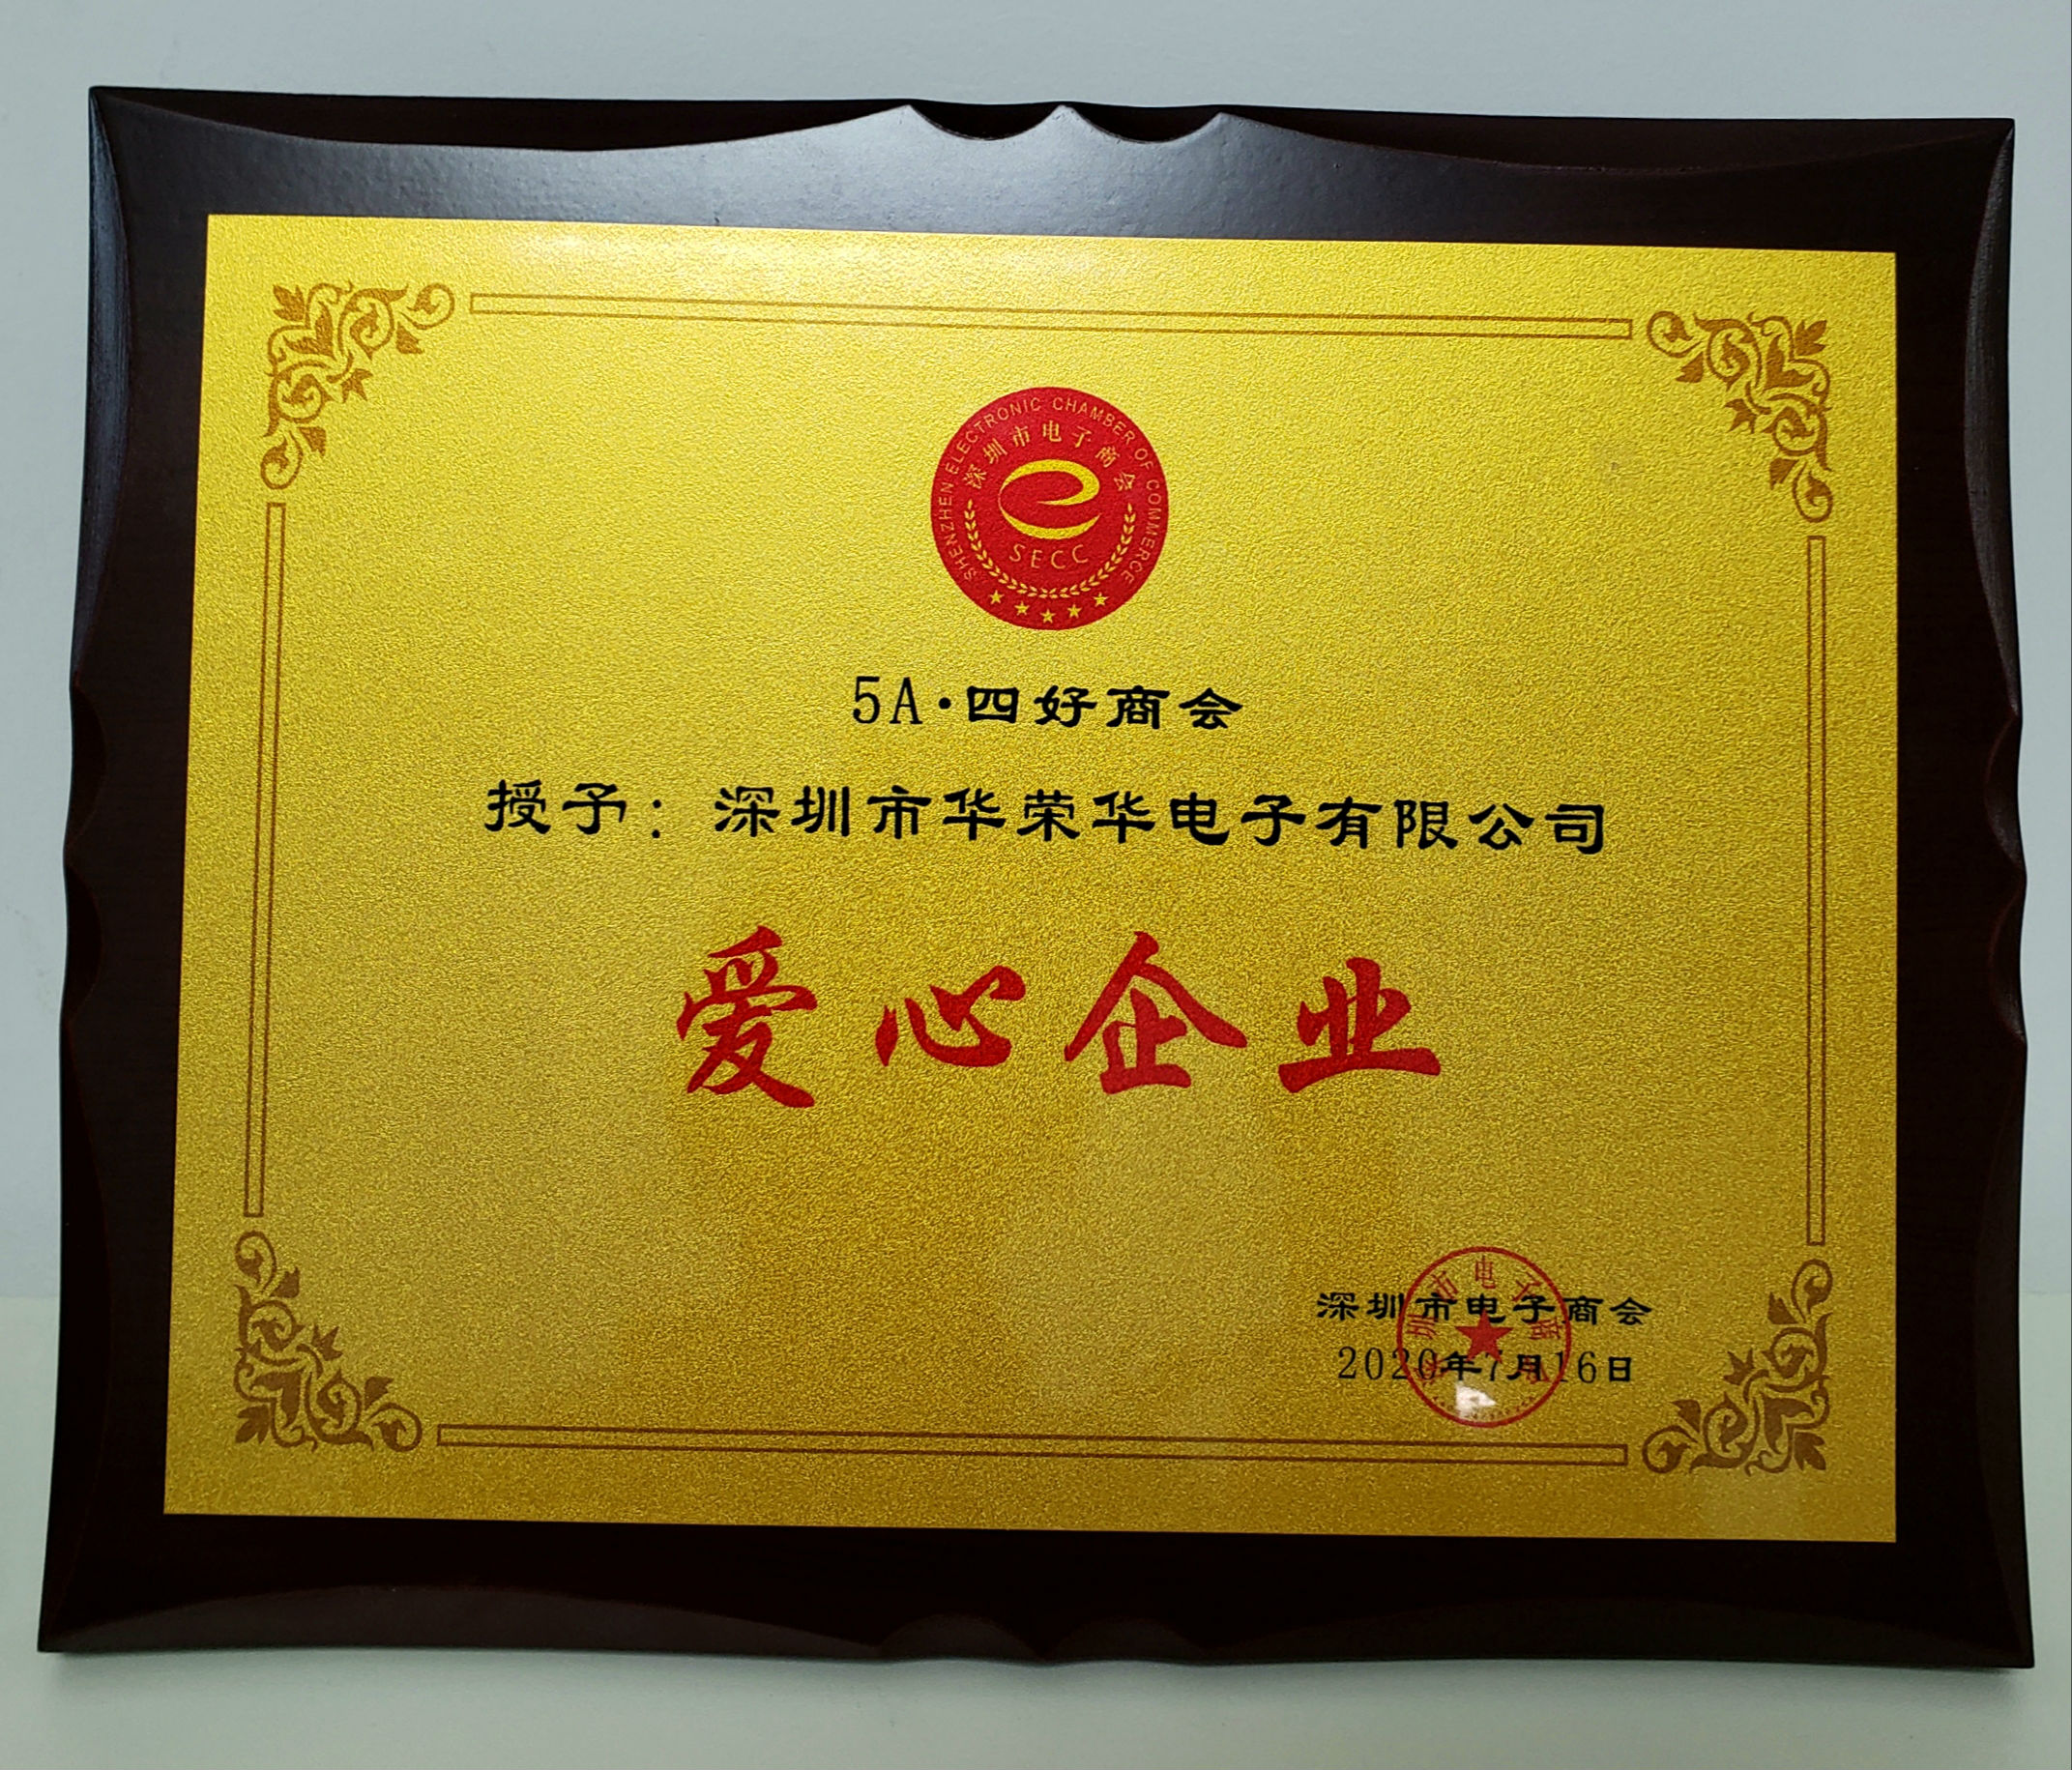 SHENZHEN ELECTRONIC CHAMBER OF COMMERCE
深圳市电子商会
SECC
5A·四好商会
授予：深圳市华荣华电子有限公司
爱心企业
深圳市电子商会
2020年7月16日